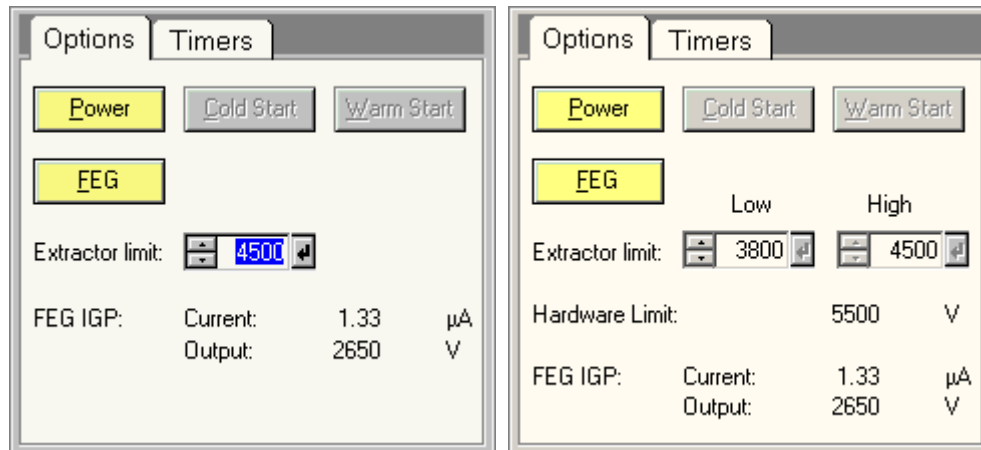 Options Timers
Power Cold Start Warm Start
FEG
Extractor limit: 4500
FEG IGP: Current: 1.33 µA
Output: 2650 V
Options Timers
Power Cold Start Warm Start
FEG
Low High
Extractor limit: 3800 4500
Hardware Limit: 5500 V
FEG IGP: Current: 1.33 µA
Output: 2650 V